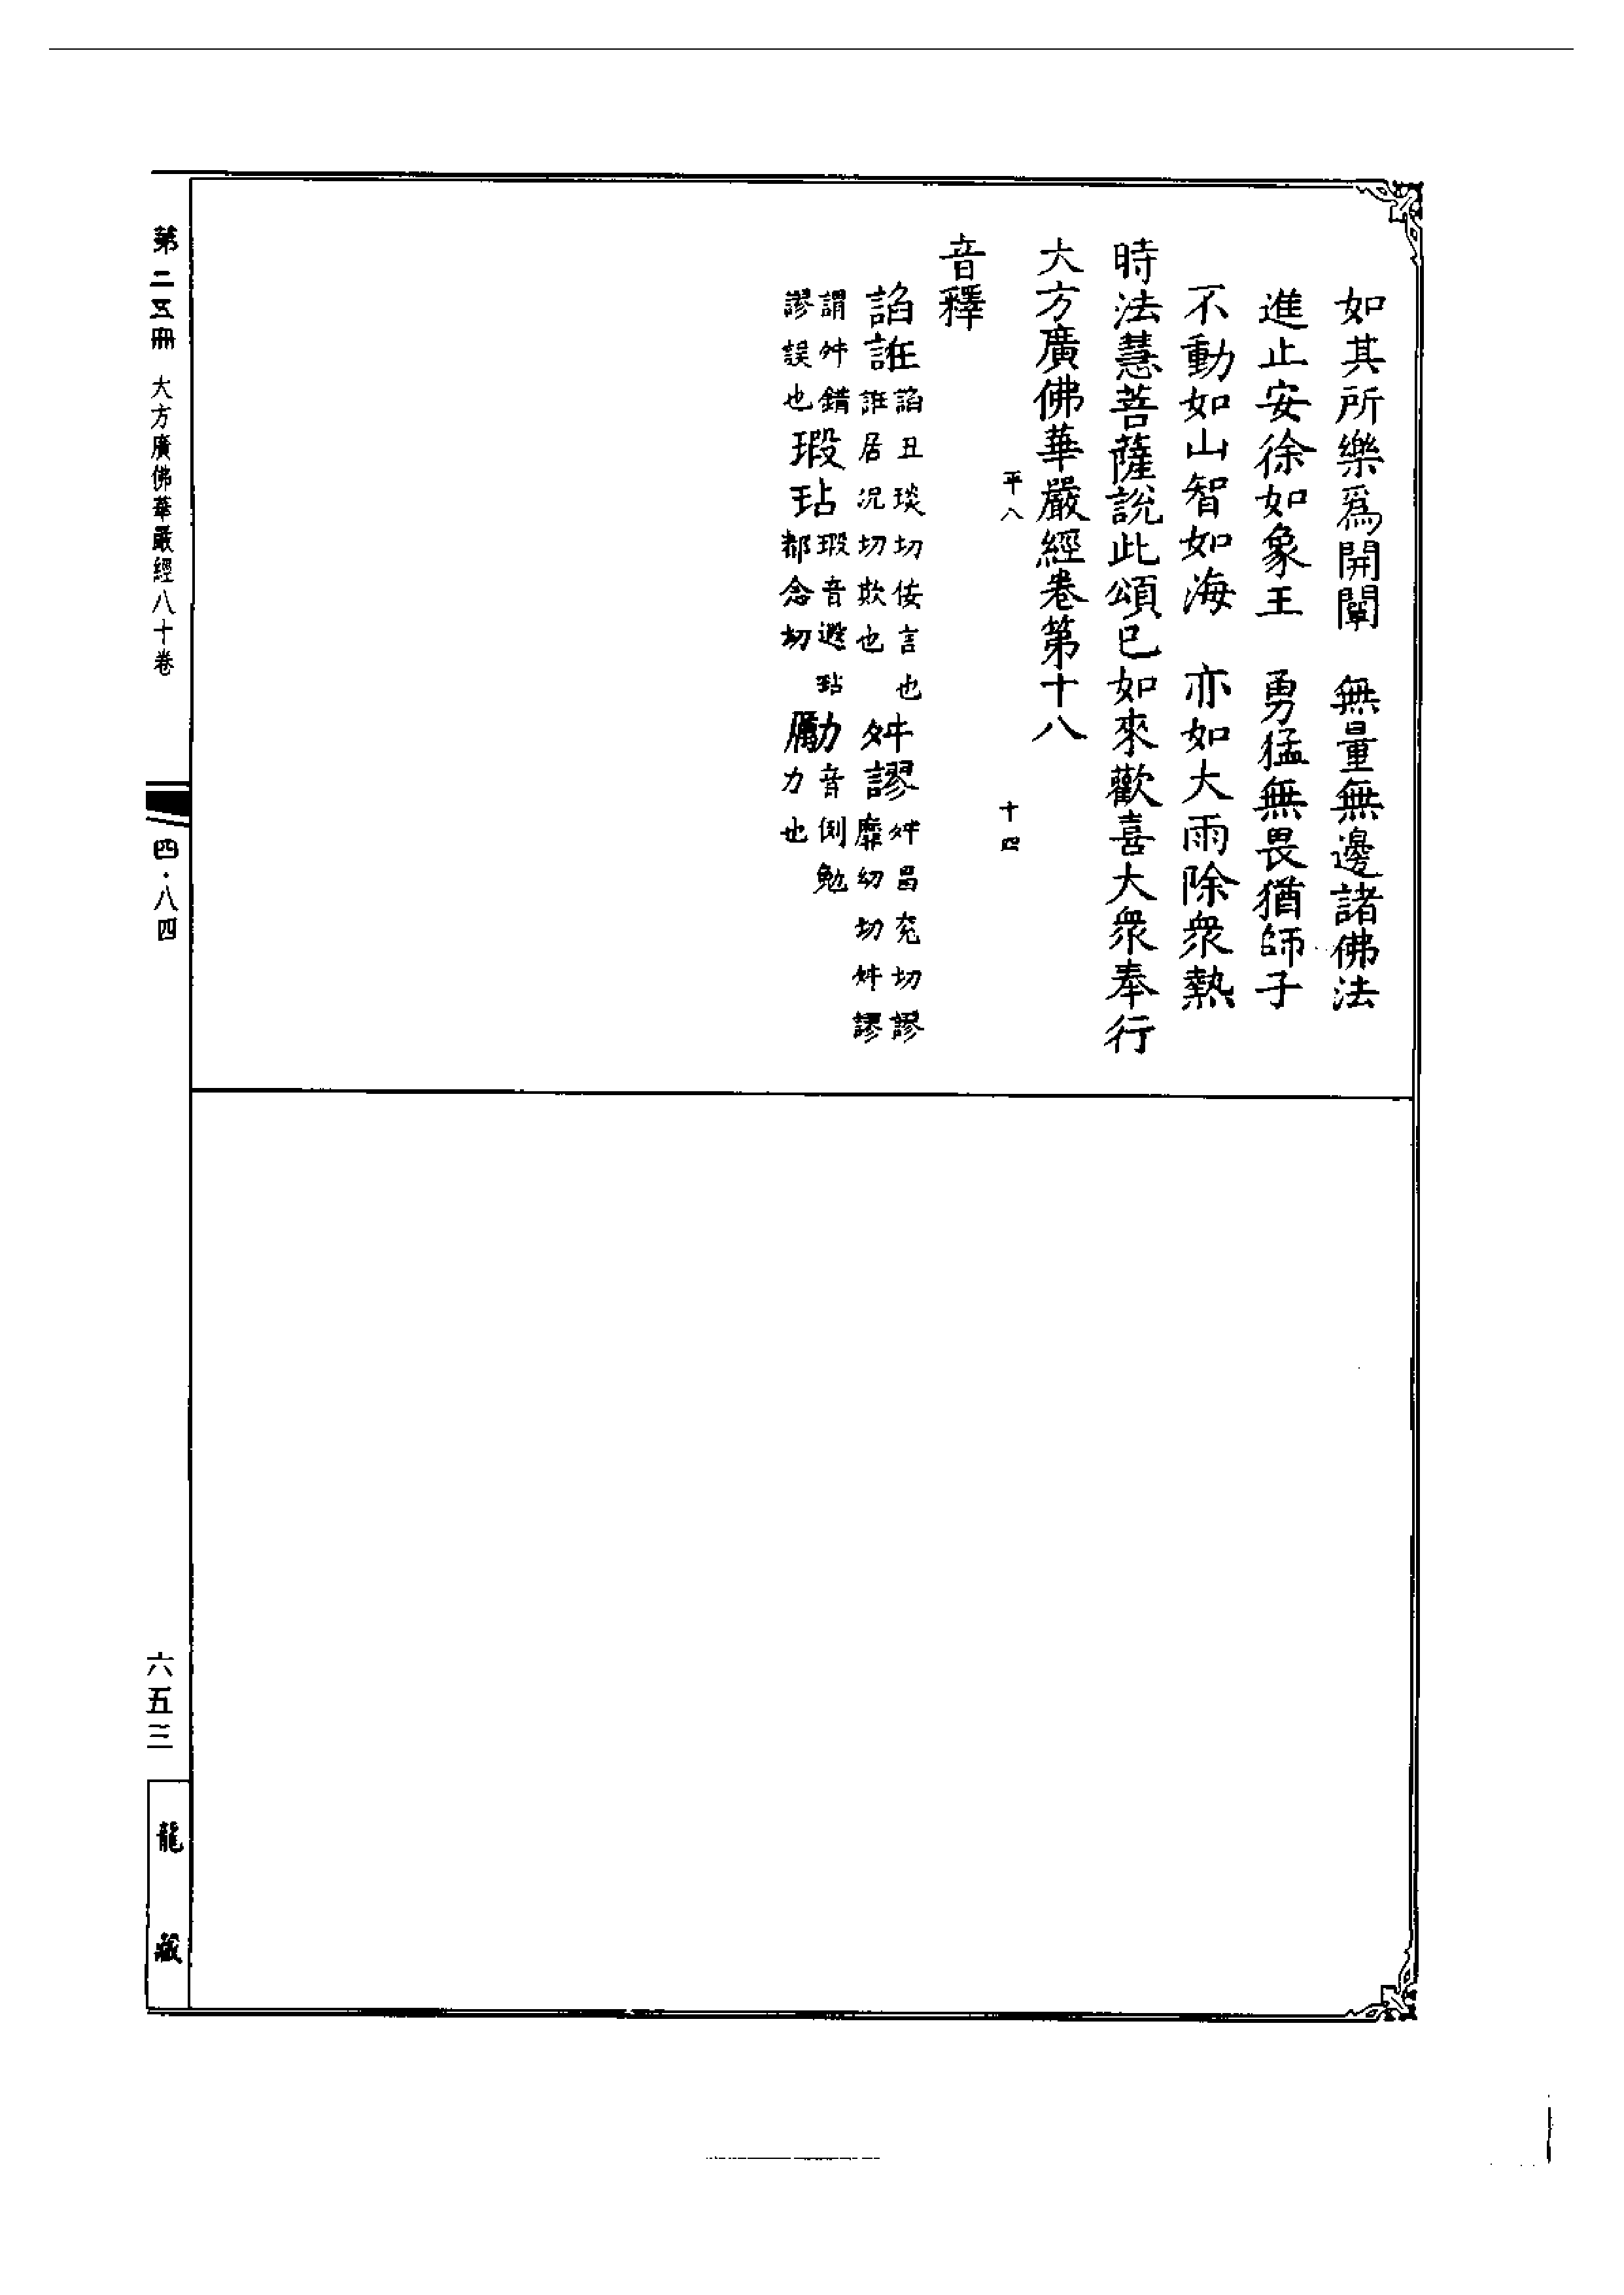 如其所樂爲開闡　無量無邊諸佛法
進止安徐如象王　勇猛無畏猶師子
不動如山智如海　亦如大雨除衆熱
時法慧菩薩說此頌已如來歡喜大衆奉行
大方廣佛華嚴經卷第十八
平八　十四
音釋
諂誑 諂丑琰切佞言也誑居況切欺也 舛謬 舛昌兖切謬靡幼切舛謬
謂舛錯謬誤也 瑕玷 瑕音遐玷都念切 勵 音例勉力也
第二五冊　大方廣佛華嚴經八十卷
四·八四
六五三
龍藏